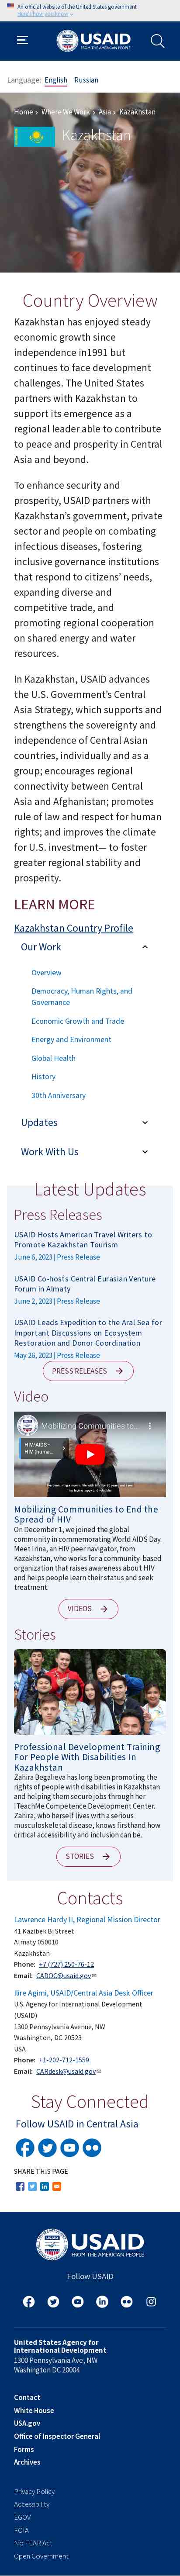 An official website of the United States government
Here's how you know
USAID
FROM THE AMERICAN PEOPLE
Language: English Russian
Home > Where We Work > Asia > Kazakhstan
Kazakhstan
Country Overview
Kazakhstan has enjoyed steady
economic growth since
independence in 1991 but
continues to face development
challenges. The United States
partners with Kazakhstan to
support its emergence as a
regional leader able to contribute
to peace and prosperity in Central
Asia and beyond.
To enhance security and
prosperity, USAID partners with
Kazakhstan's government, private
sector and people on combating
infectious diseases, fostering
inclusive governance institutions
that respond to citizens' needs,
expanding diverse and
competitive trade, and
promoting regional cooperation
on shared energy and water
resources.
In Kazakhstan, USAID advances
the U.S. Government's Central
Asia Strategy, which supports and
strengthens the sovereignty and
independence of Central Asian
countries, individually and as a
group; encourages regional
connectivity between Central
Asia and Afghanistan; promotes
rule of law and respect for human
rights; and improves the climate
for U.S. investment— to foster
greater regional stability and
prosperity.
LEARN MORE
Kazakhstan Country Profile
Our Work
Overview
Democracy, Human Rights, and
Governance
Economic Growth and Trade
Energy and Environment
Global Health
History
30th Anniversary
Updates
Work With Us
Latest Updates
Press Releases
USAID Hosts American Travel Writers to
Promote Kazakhstan Tourism
June 6, 2023 | Press Release
USAID Co-hosts Central Eurasian Venture
Forum in Almaty
June 2, 2023 | Press Release
USAID Leads Expedition to the Aral Sea for
Important Discussions on Ecosystem
Restoration and Donor Coordination
May 26, 2023 | Press Release
PRESS RELEASES
Video
Mobilizing Communities to...
HIV/AIDS -
HIV (huma...
Mobilizing Communities to End the
Spread of HIV
On December 1, we joined the global
community in commemorating World AIDS Day.
Meet Irina, an HIV peer navigator, from
Kazakhstan, who works for a community-based
organization that raises awareness about HIV
and helps people learn their status and seek
treatment.
VIDEOS
Stories
Professional Development Training
For People With Disabilities In
Kazakhstan
Zahira Begalieva has long been promoting the
rights of people with disabilities in Kazakhstan
and helping them secure jobs through her
ITeachMe Competence Development Center.
Zahira, who herself lives with a serious
musculoskeletal disease, knows firsthand the
critical accessibility and inclusion can be.
STORIES
Contacts
Lawrence Hardy II, Regional Mission Director
41 Kazibek Bi Street
Almaty 050010
Kazakhstan
Phone: +7 (727) 250-76-12
Email: CADOC@usaid.gov
Ilire Agimi, USAID/Central Asia Desk Officer
U.S. Agency for International Development
(USAID)
1300 Pennsylvania Avenue, NW
Washington, DC 20523
USA
Phone: +1-202-712-1559
Email: CARdesk@usaid.gov
Stay Connected
Follow USAID in Central Asia
SHARE THIS PAGE
USAID
FROM THE AMERICAN PEOPLE
Follow USAID
United States Agency for
International Development
1300 Pennsylvania Ave, NW
Washington DC 20004
Contact
White House
USA.gov
Office of Inspector General
Forms
Archives
Privacy Policy
Accessibility
EGOV
FOIA
No FEAR Act
Open Government